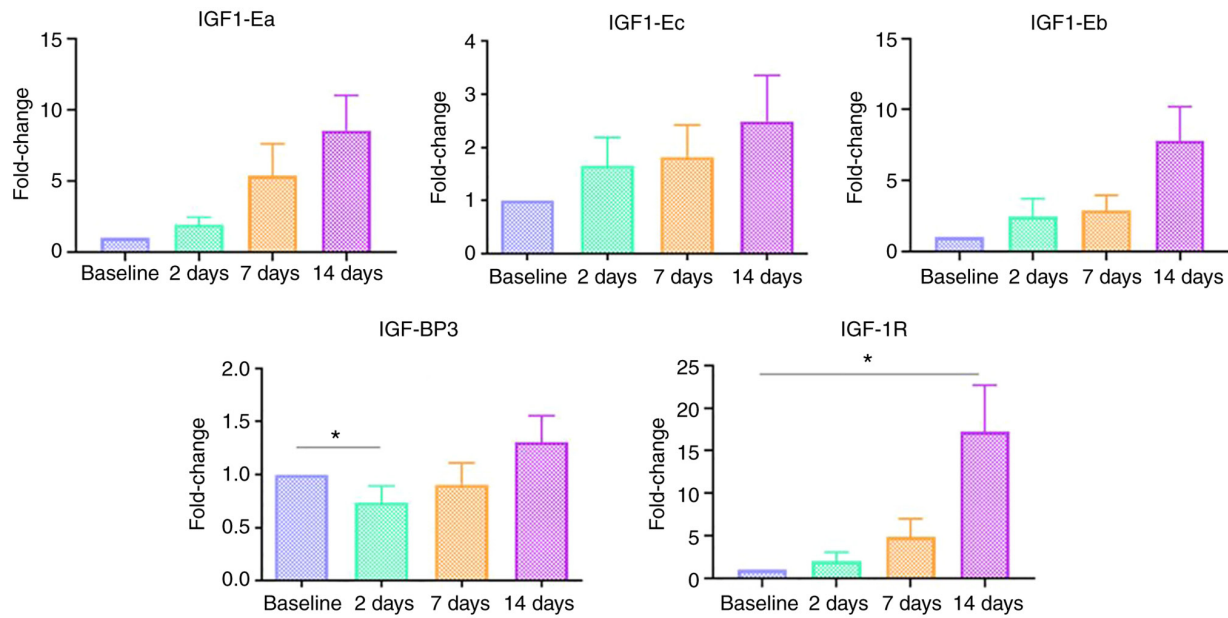 IGF1-Ea
15
10
5
0
Fold-change
Baseline 2 days 7 days 14 days
IGF1-Ec
4
3
2
1
0
Fold-change
Baseline 2 days 7 days 14 days
IGF1-Eb
15
10
5
0
Fold-change
Baseline 2 days 7 days 14 days
IGF-BP3
2.0
1.5
1.0
0.5
0.0
Fold-change
*
Baseline 2 days 7 days 14 days
IGF-1R
25
20
15
10
5
0
Fold-change
*
Baseline 2 days 7 days 14 days